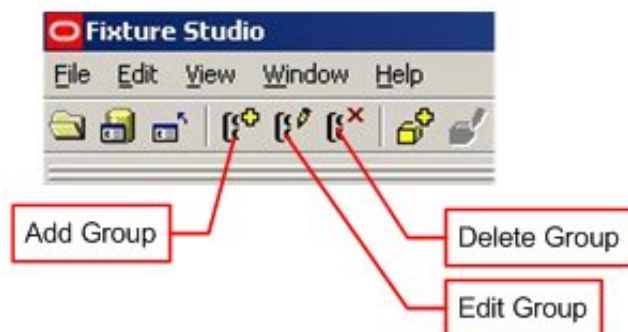 Fixture Studio
File Edit View Window Help
Add Group
Delete Group
Edit Group